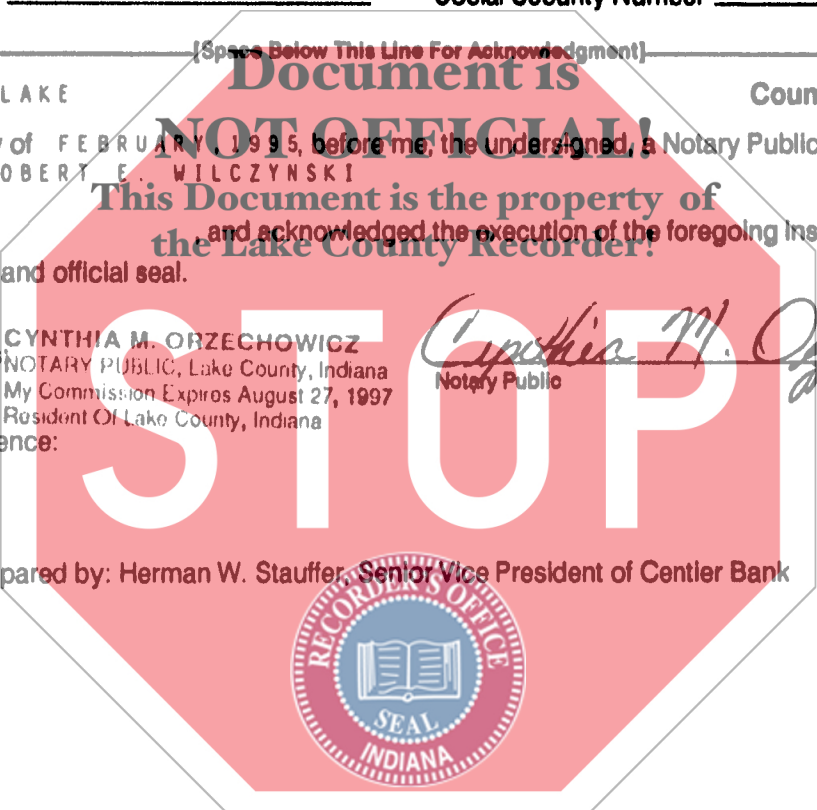 Social Security Number
[Space Below This Line For Acknowledgment]
Document is
LAKE Coun
y of FEBRUARY, 1995, before me, the undersigned, a Notary Public
NOT OFFICIAL!
OBERT E. WILCZYNSKI
This Document is the property of
, and acknowledged the execution of the foregoing Ins
the Lake County Recorder!
and official seal.
CYNTHIA M. ORZECHOWICZ
NOTARY PUBLIC, Lake County, Indiana
My Commission Expires August 27, 1997
Resident Of Lake County, Indiana
Cynthia M.
Notary Public
ence:
STOP
pared by: Herman W. Stauffer, Senior Vice President of Centier Bank
RECORDER'S OFFICE
SEAL
INDIANA